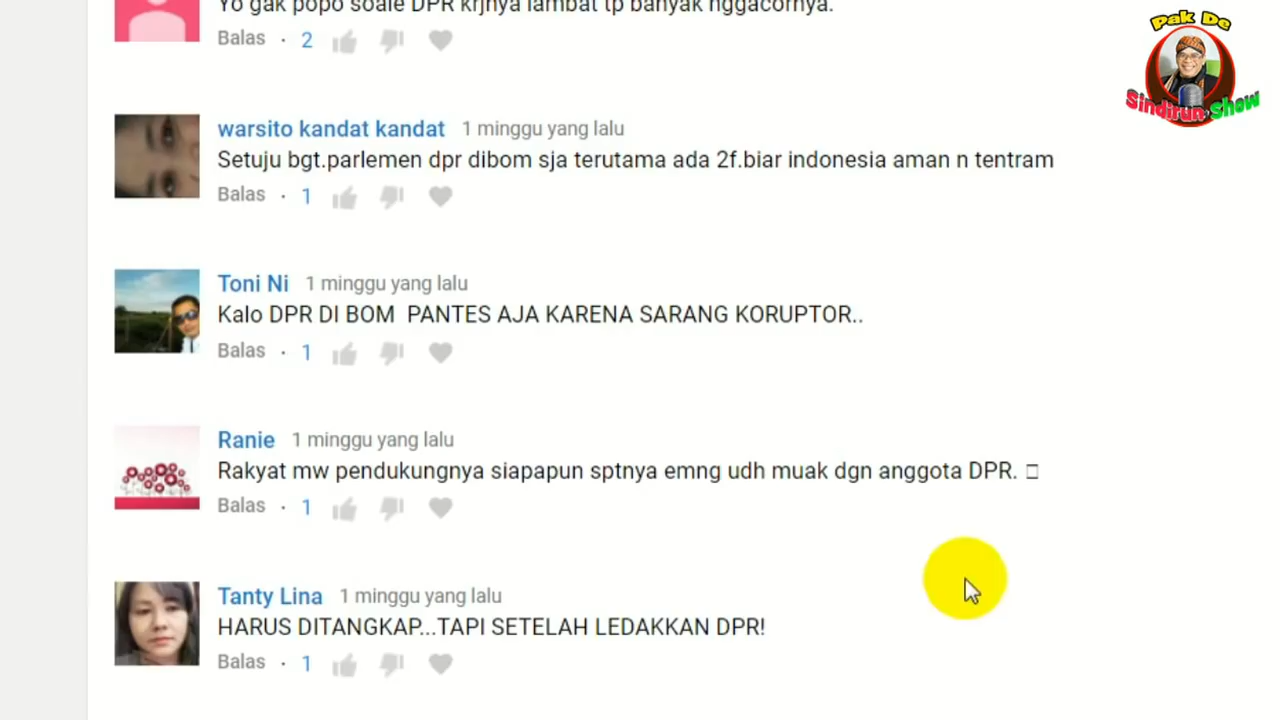 Yo gak popo soale DPR krjnya lambat tp banyak nggacornya.
Balas · 2
Pak De
Sindirun Show
warsito kandat kandat 1 minggu yang lalu
Setuju bgt.parlemen dpr dibom sja terutama ada 2f.biar indonesia aman n tentram
Balas · 1
Toni Ni 1 minggu yang lalu
Kalo DPR DI BOM PANTES AJA KARENA SARANG KORUPTOR..
Balas · 1
Ranie 1 minggu yang lalu
Rakyat mw pendukungnya siapapun sptnya emng udh muak dgn anggota DPR.
Balas · 1
Tanty Lina 1 minggu yang lalu
HARUS DITANGKAP...TAPI SETELAH LEDAKKAN DPR!
Balas · 1